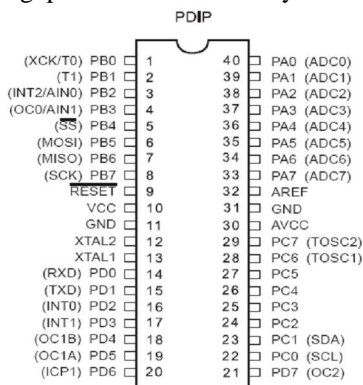 PDIP
(XCK/T0) PB0 1 40 PA0 (ADC0)
(T1) PB1 2 39 PA1 (ADC1)
(INT2/AIN0) PB2 3 38 PA2 (ADC2)
(OC0/AIN1) PB3 4 37 PA3 (ADC3)
(SS) PB4 5 36 PA4 (ADC4)
(MOSI) PB5 6 35 PA5 (ADC5)
(MISO) PB6 7 34 PA6 (ADC6)
(SCK) PB7 8 33 PA7 (ADC7)
RESET 9 32 AREF
VCC 10 31 GND
GND 11 30 AVCC
XTAL2 12 29 PC7 (TOSC2)
XTAL1 13 28 PC6 (TOSC1)
(RXD) PD0 14 27 PC5
(TXD) PD1 15 26 PC4
(INT0) PD2 16 25 PC3
(INT1) PD3 17 24 PC2
(OC1B) PD4 18 23 PC1 (SDA)
(OC1A) PD5 19 22 PC0 (SCL)
(ICP1) PD6 20 21 PD7 (OC2)